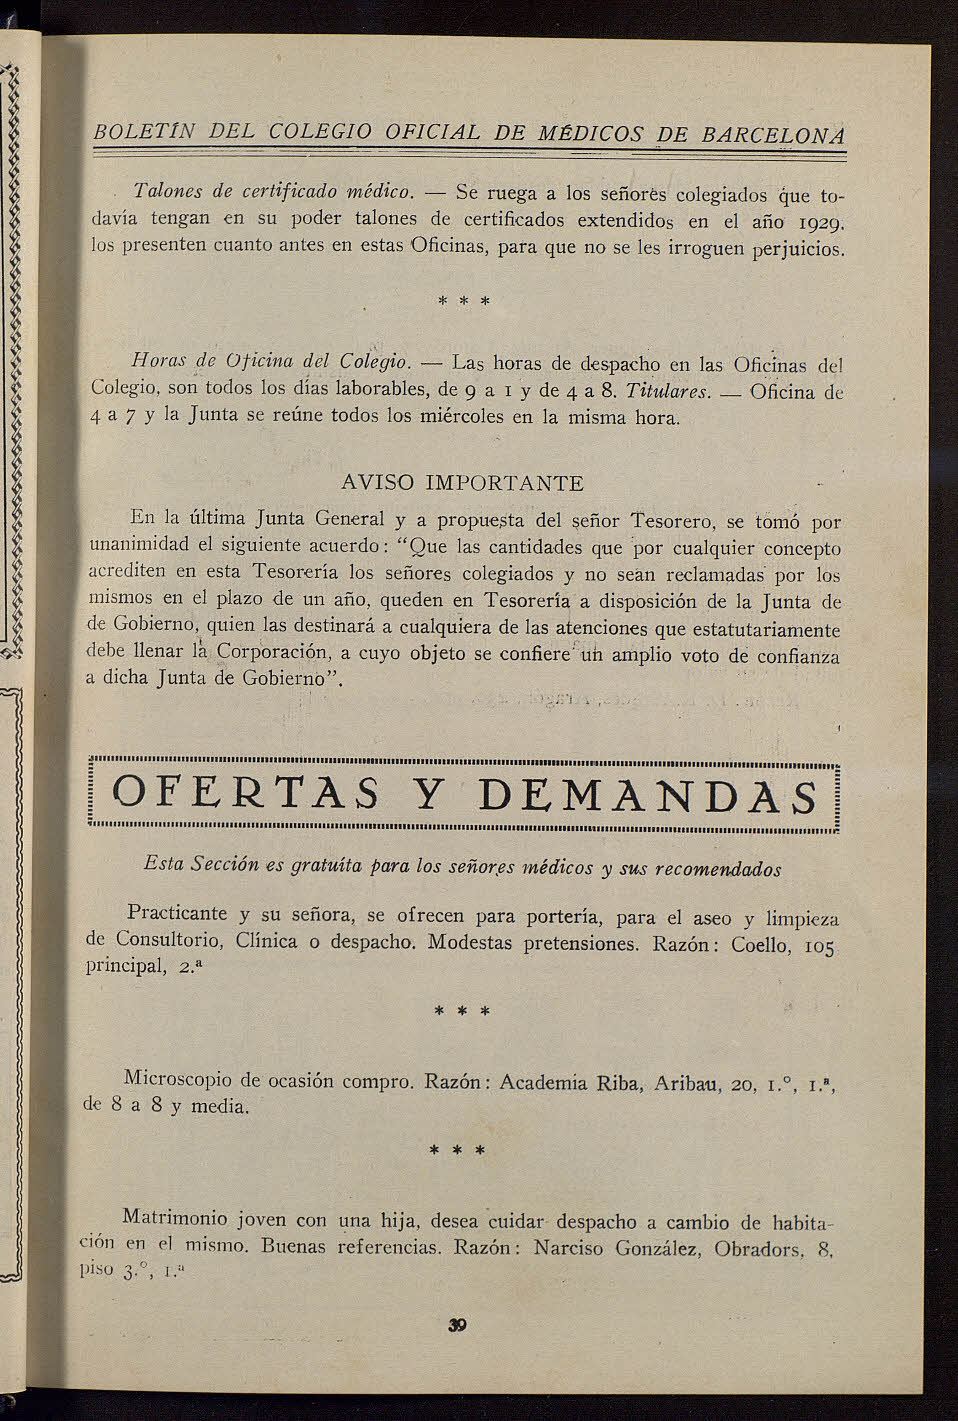 BOLETÍN DEL COLEGIO OFICIAL DE MÉDICOS DE BARCELONA
Talones de certificado médico. — Se ruega a los señores colegiados que to-
davía tengan en su poder talones de certificados extendidos en el año 1929,
los presenten cuanto antes en estas Oficinas, para que no se les irroguen perjuicios.
* * *
Horas de Oficina del Colegio. — Las horas de despacho en las Oficinas del
Colegio, son todos los días laborables, de 9 a 1 y de 4 a 8. Titulares. — Oficina de
4 a 7 y la Junta se reúne todos los miércoles en la misma hora.
AVISO IMPORTANTE
En la última Junta General y a propuesta del señor Tesorero, se tomó por
unanimidad el siguiente acuerdo: “Que las cantidades que por cualquier concepto
acrediten en esta Tesorería los señores colegiados y no sean reclamadas por los
mismos en el plazo de un año, queden en Tesorería a disposición de la Junta de
de Gobierno, quien las destinará a cualquiera de las atenciones que estatutariamente
debe llenar la Corporación, a cuyo objeto se confiere un amplio voto de confianza
a dicha Junta de Gobierno”.
OFERTAS Y DEMANDAS
Esta Sección es gratuíta para los señores médicos y sus recomendados
Practicante y su señora, se ofrecen para portería, para el aseo y limpieza
de Consultorio, Clínica o despacho. Modestas pretensiones. Razón: Coello, 105
principal, 2.ª
* * *
Microscopio de ocasión compro. Razón: Academia Riba, Aribau, 20, 1.º, 1.ª,
de 8 a 8 y media.
* * *
Matrimonio joven con una hija, desea cuidar despacho a cambio de habita-
ción en el mismo. Buenas referencias. Razón: Narciso González, Obradors, 8,
piso 3.º, 1.ª
39